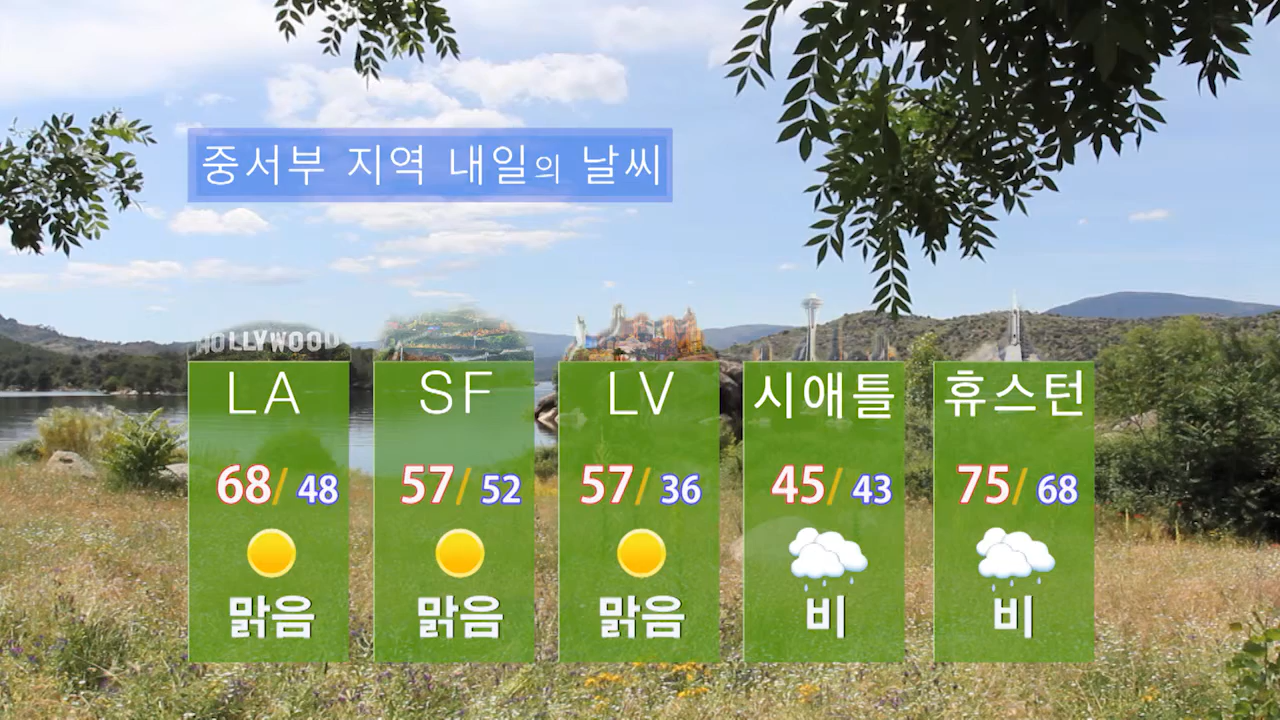 중서부 지역 내일의 날씨
HOLLYWOOD
LA
68/ 48
맑음
SF
57/ 52
맑음
LV
57/ 36
맑음
시애틀
45/ 43
비
휴스턴
75/ 68
비